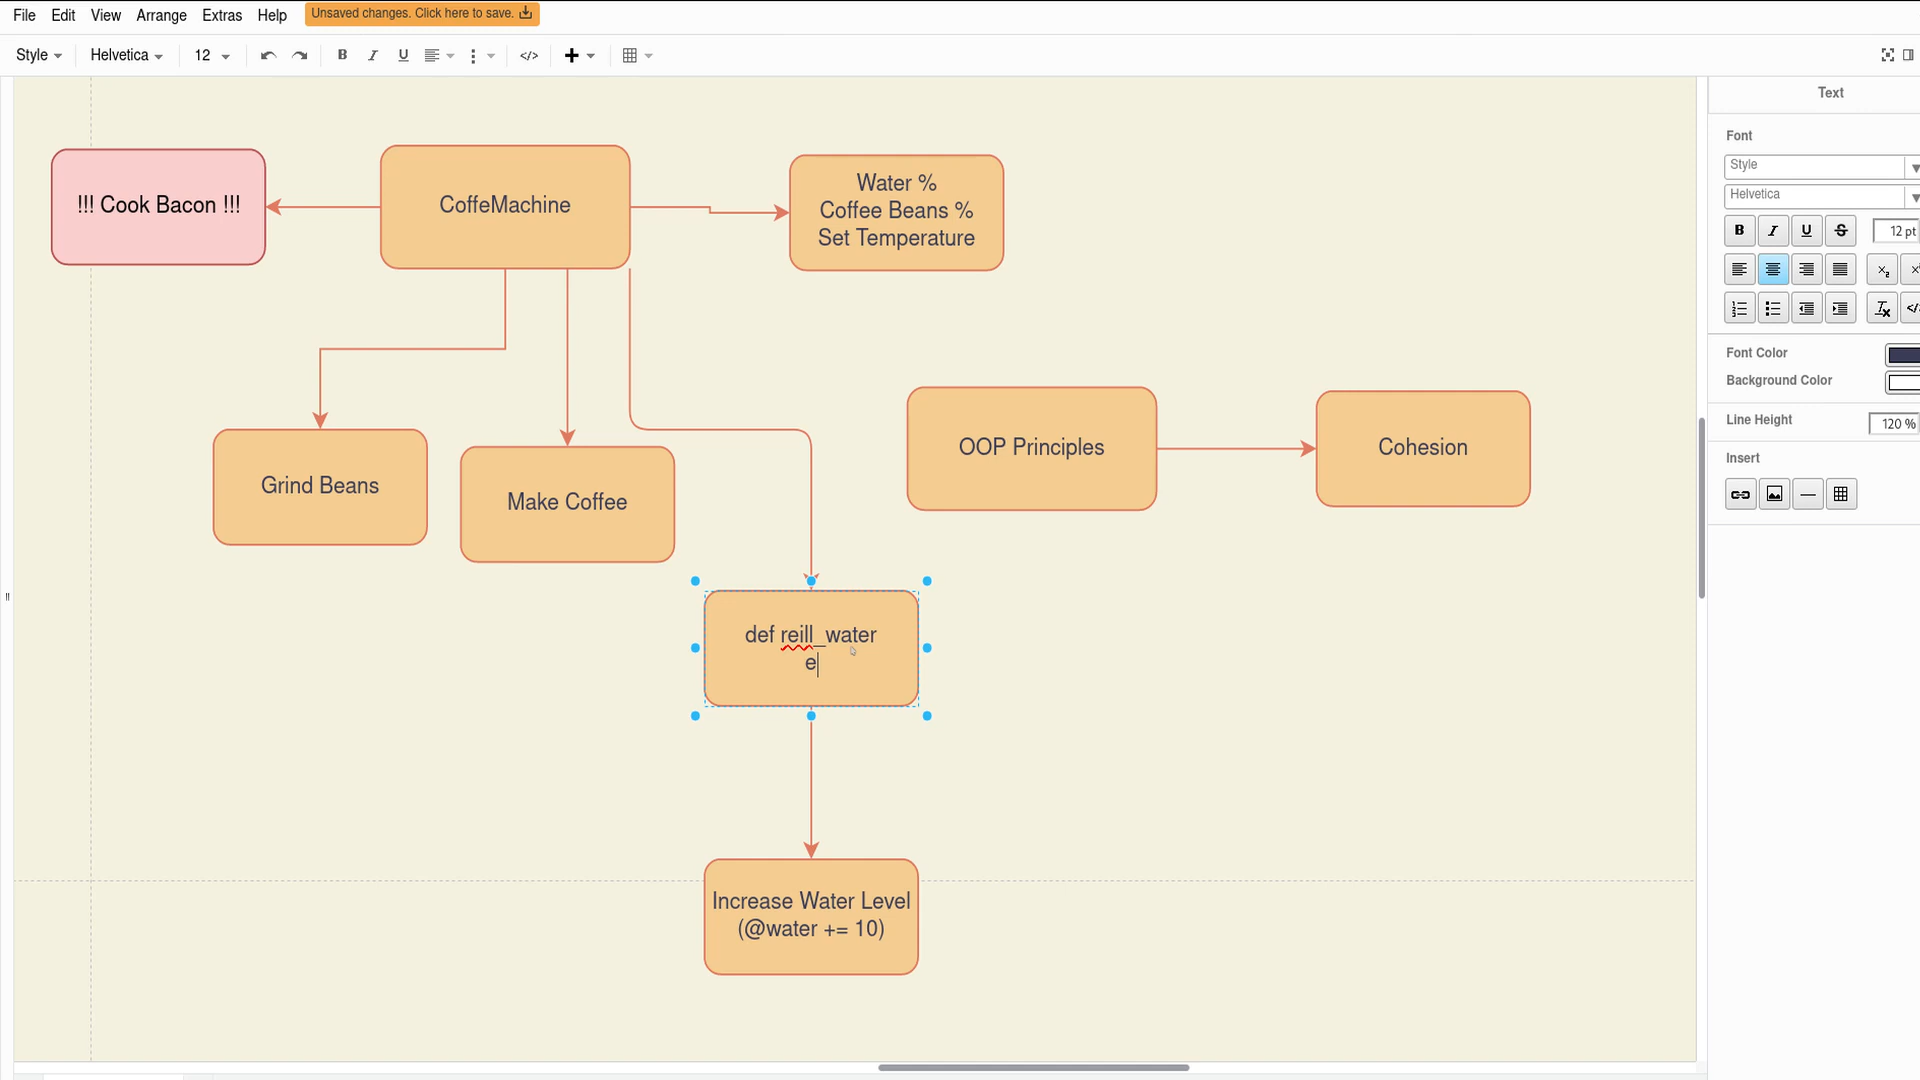 File Edit View Arrange Extras Help Unsaved changes. Click here to save.
Style Helvetica 12 B I U </>
Text
Font
Style
Helvetica
B I U S 12 pt
Font Color
Background Color
Line Height 120 %
Insert
!!! Cook Bacon !!!
CoffeMachine
Water %
Coffee Beans %
Set Temperature
Grind Beans
Make Coffee
OOP Principles
Cohesion
def reill_water
e
Increase Water Level
(@water += 10)